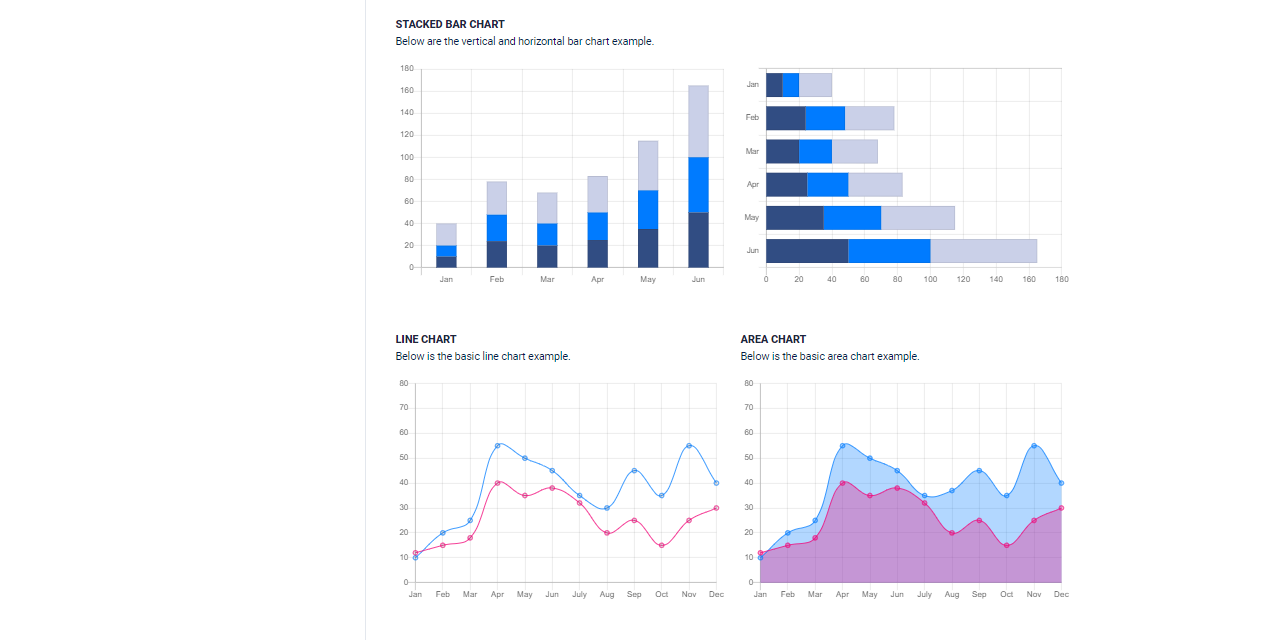 STACKED BAR CHART
Below are the vertical and horizontal bar chart example.
180
160
140
120
100
80
60
40
20
0
Jan Feb Mar Apr May Jun
Jan
Feb
Mar
Apr
May
Jun
0 20 40 60 80 100 120 140 160 180
LINE CHART
Below is the basic line chart example.
80
70
60
50
40
30
20
10
0
Jan Feb Mar Apr May Jun July Aug Sep Oct Nov Dec
AREA CHART
Below is the basic area chart example.
80
70
60
50
40
30
20
10
0
Jan Feb Mar Apr May Jun July Aug Sep Oct Nov Dec